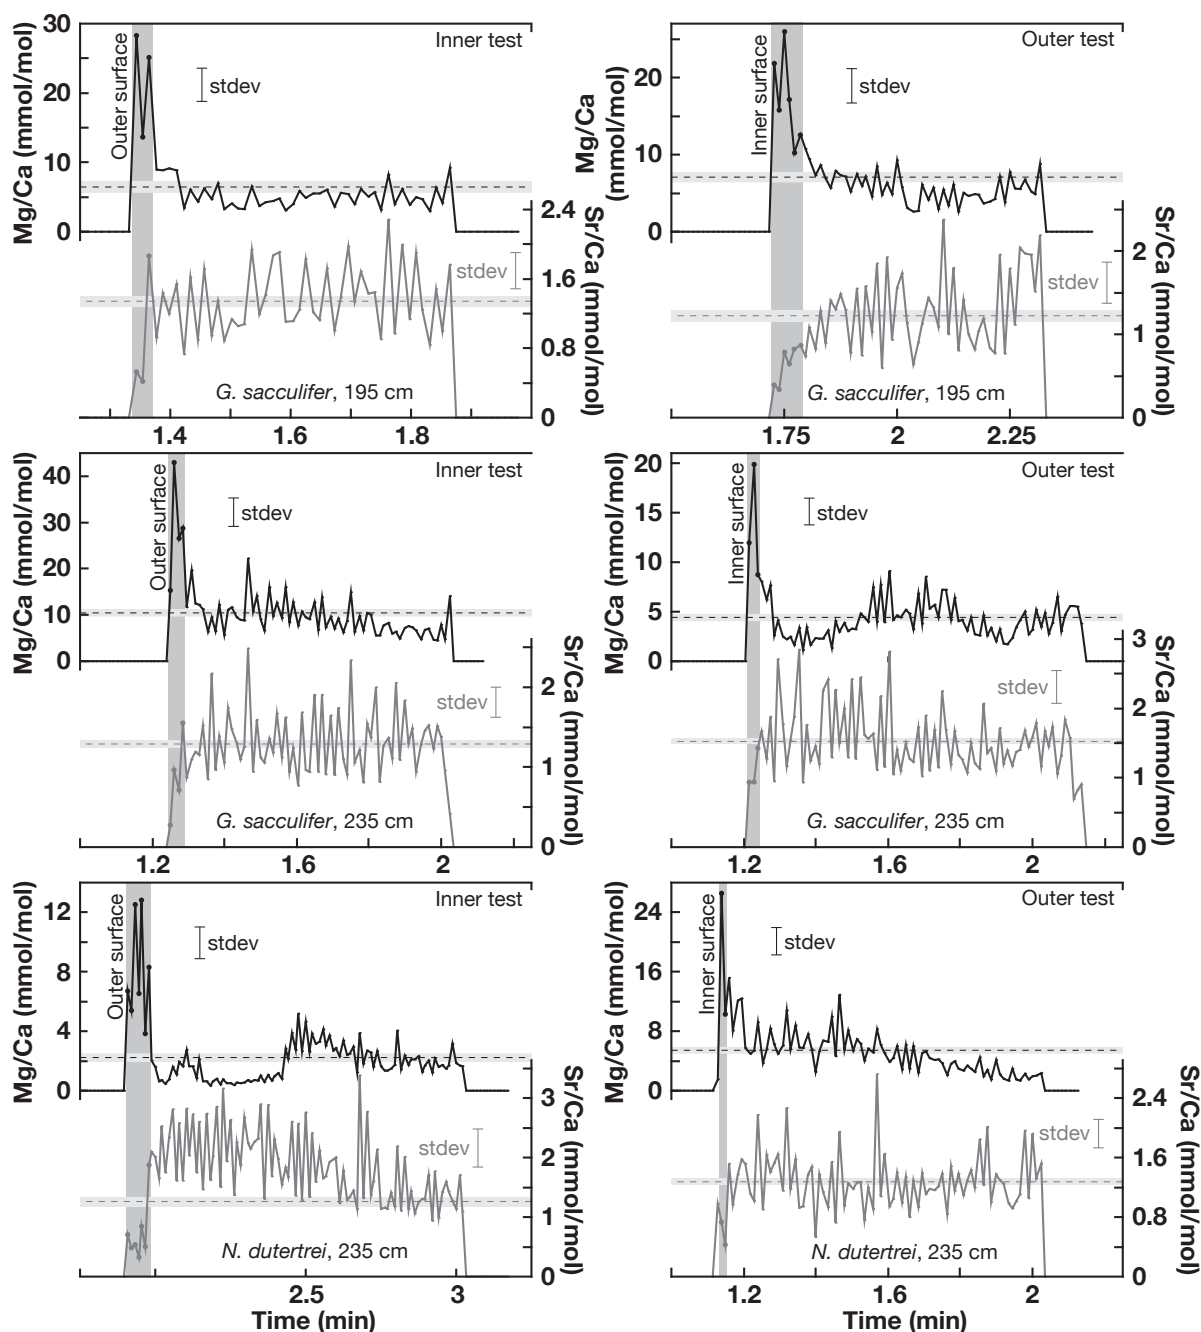 Mg/Ca (mmol/mol)
30
20
10
0
Outer surface
stdev
Inner test
2.4
1.6
0.8
0
Sr/Ca (mmol/mol)
stdev
G. sacculifer, 195 cm
1.4
1.6
1.8
Mg/Ca
(mmol/mol)
20
10
0
Inner surface
stdev
Outer test
2
1
0
Sr/Ca (mmol/mol)
stdev
G. sacculifer, 195 cm
1.75
2
2.25
Mg/Ca (mmol/mol)
40
30
20
10
0
Outer surface
stdev
Inner test
2
1
0
Sr/Ca (mmol/mol)
stdev
G. sacculifer, 235 cm
1.2
1.6
2
Mg/Ca (mmol/mol)
20
15
10
5
0
Inner surface
stdev
Outer test
3
2
1
0
Sr/Ca (mmol/mol)
stdev
G. sacculifer, 235 cm
1.2
1.6
2
Mg/Ca (mmol/mol)
12
8
4
0
Outer surface
stdev
Inner test
3
2
1
0
Sr/Ca (mmol/mol)
stdev
N. dutertrei, 235 cm
2.5
3
Time (min)
Mg/Ca (mmol/mol)
24
16
8
0
Inner surface
stdev
Outer test
2.4
1.6
0.8
0
Sr/Ca (mmol/mol)
stdev
N. dutertrei, 235 cm
1.2
1.6
2
Time (min)